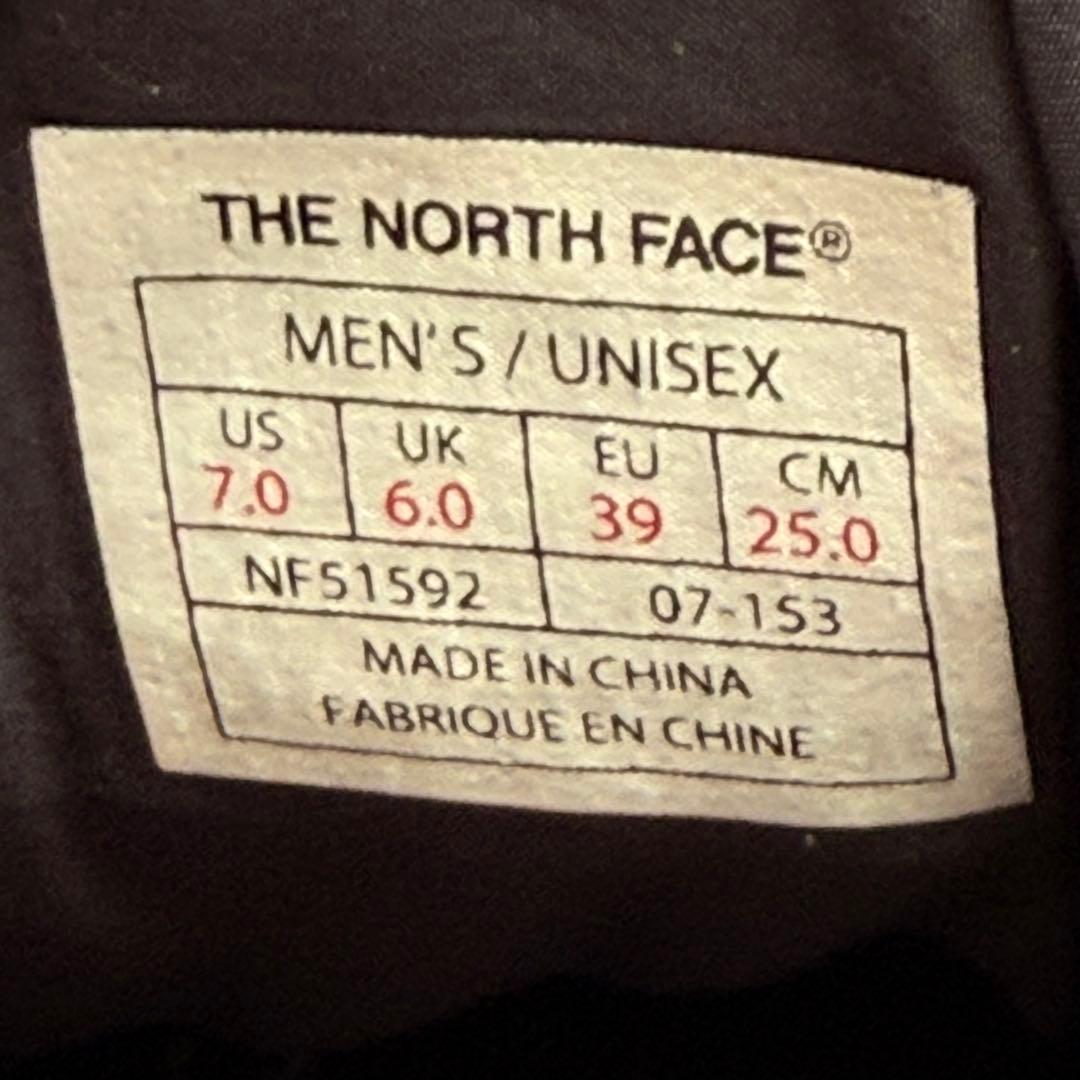 THE NORTH FACE®
MEN'S / UNISEX
US UK EU CM
7.0 6.0 39 25.0
NF51592 07-153
MADE IN CHINA
FABRIQUE EN CHINE